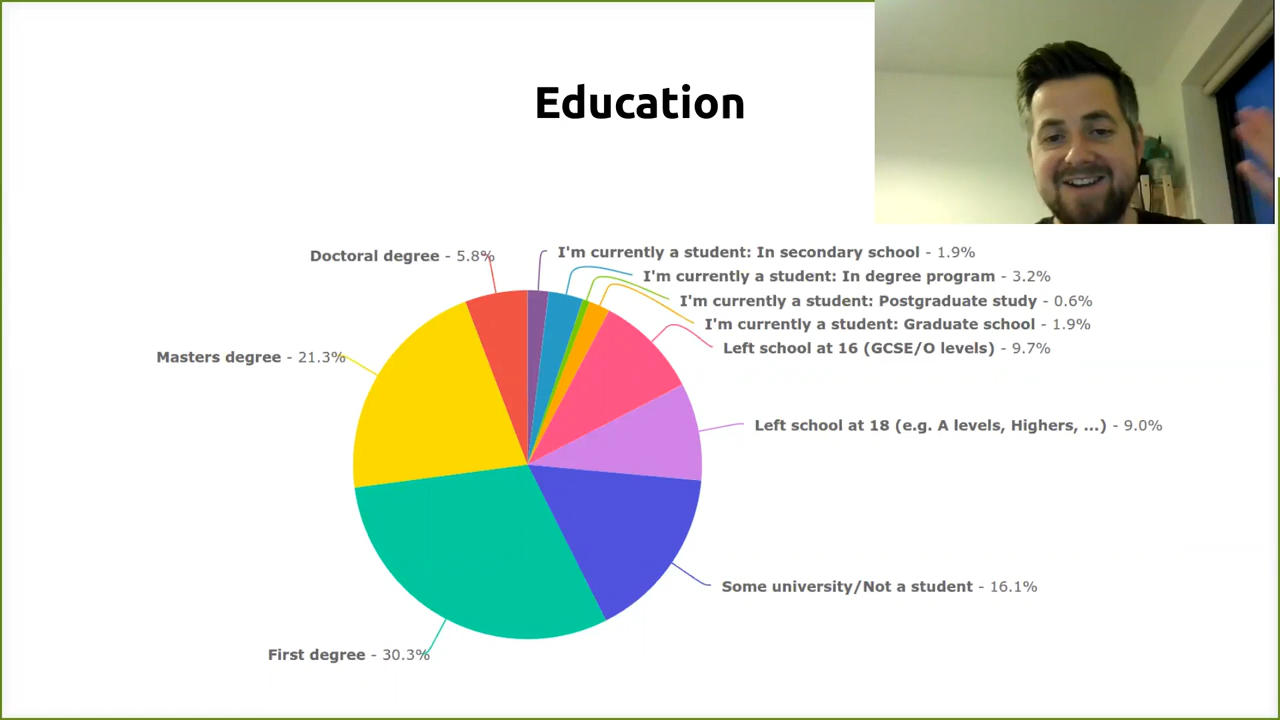 Education
Doctoral degree - 5.8%
I'm currently a student: In secondary school - 1.9%
I'm currently a student: In degree program - 3.2%
I'm currently a student: Postgraduate study - 0.6%
I'm currently a student: Graduate school - 1.9%
Left school at 16 (GCSE/O levels) - 9.7%
Masters degree - 21.3%
Left school at 18 (e.g. A levels, Highers, ...) - 9.0%
Some university/Not a student - 16.1%
First degree - 30.3%